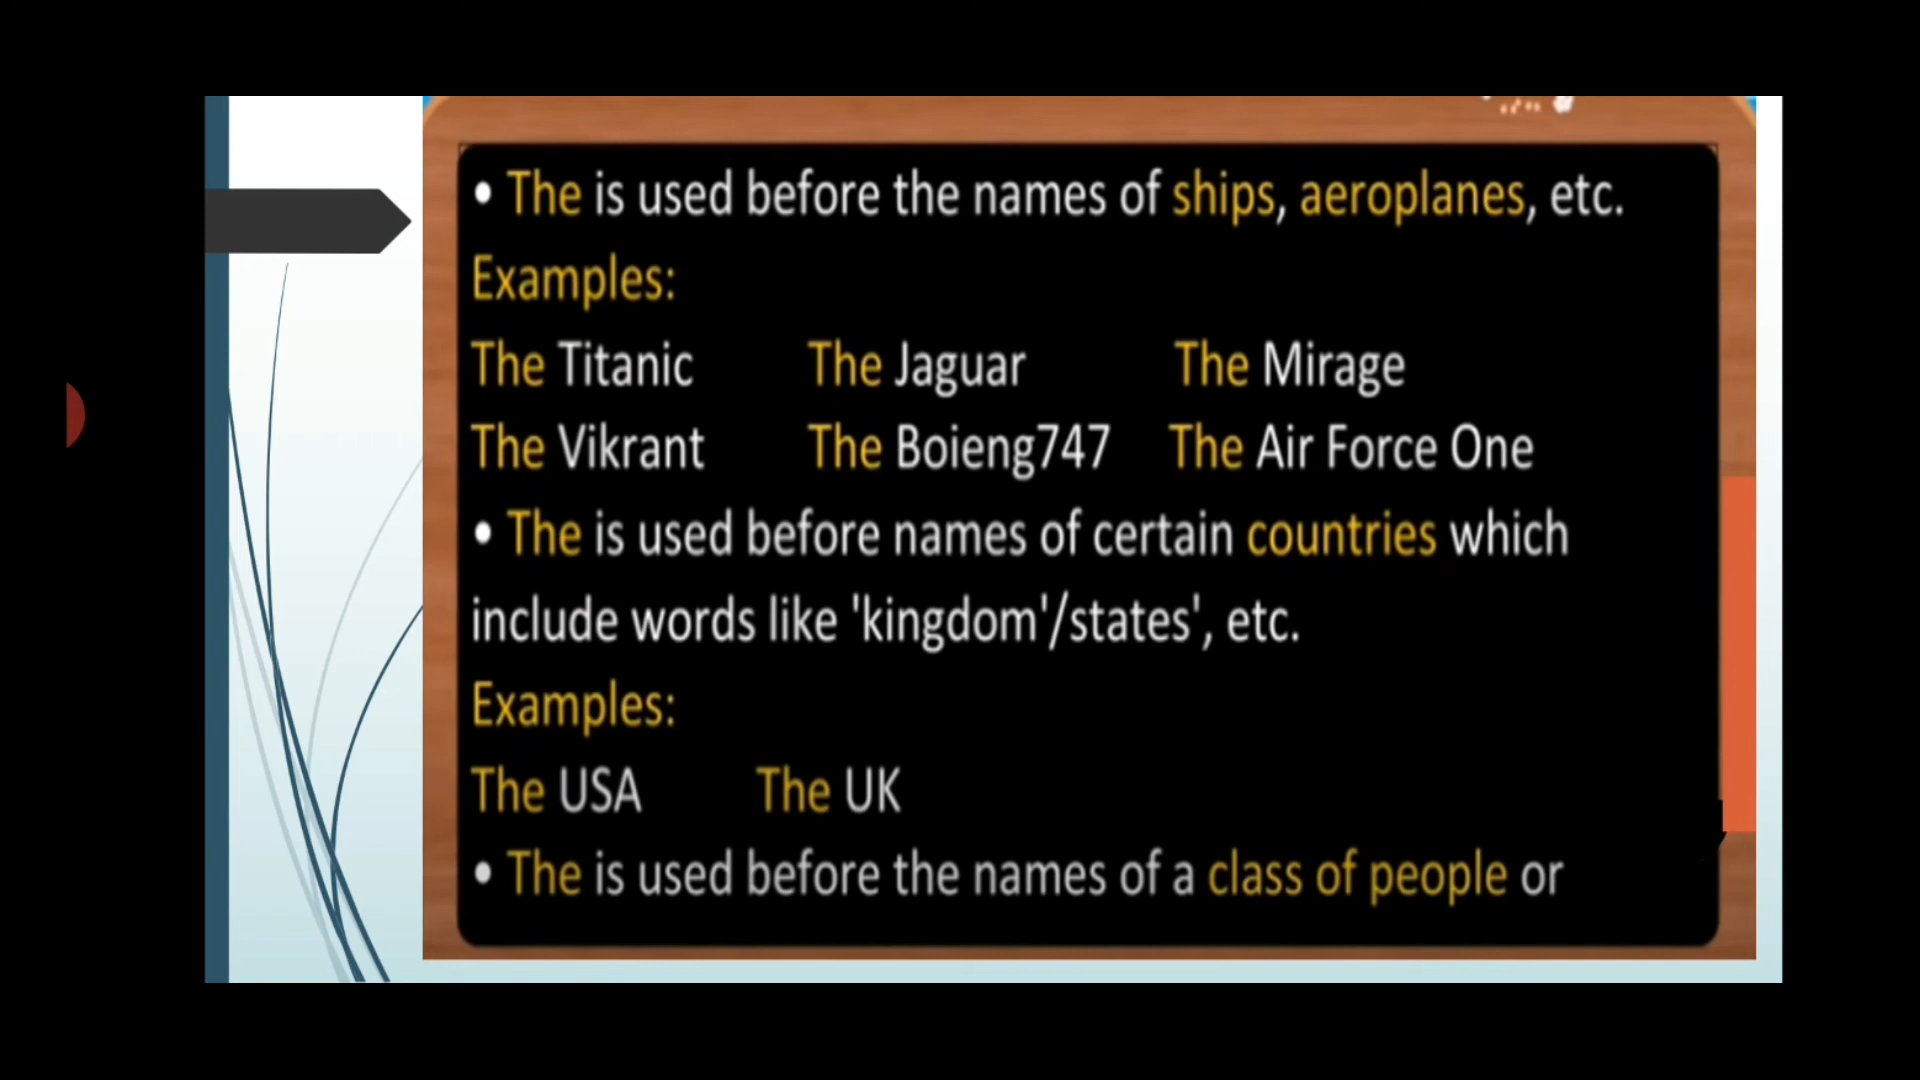 • The is used before the names of ships, aeroplanes, etc.
Examples:
The Titanic The Jaguar The Mirage
The Vikrant The Boieng747 The Air Force One
• The is used before names of certain countries which
include words like 'kingdom'/states', etc.
Examples:
The USA The UK
• The is used before the names of a class of people or